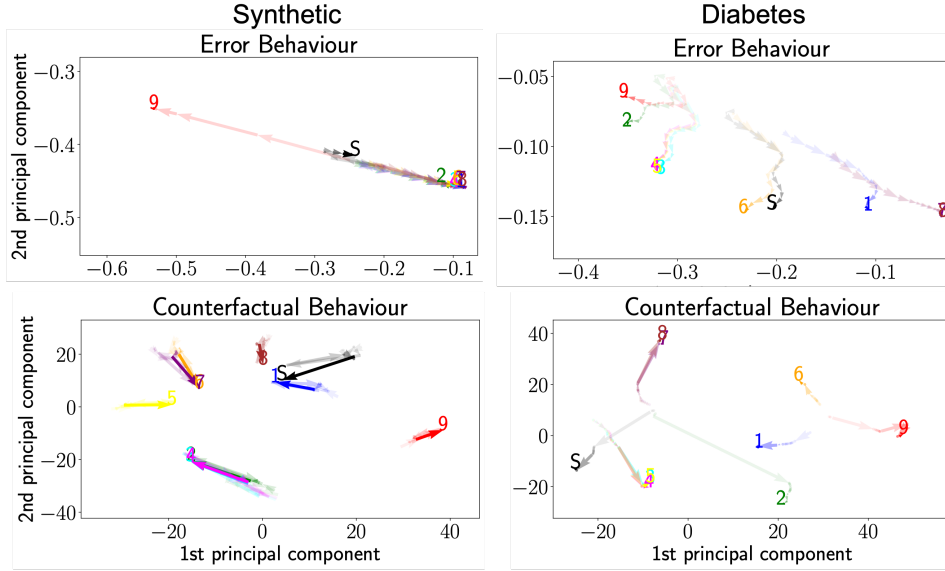 Synthetic
Diabetes
Error Behaviour
Error Behaviour
2nd principal component
−0.3
−0.4
−0.5
−0.6 −0.5 −0.4 −0.3 −0.2 −0.1
9
S
2
−0.05
−0.10
−0.15
−0.4 −0.3 −0.2 −0.1
9
2
4
3
6
S
1
Counterfactual Behaviour
Counterfactual Behaviour
2nd principal component
20
0
−20
−40
−20 0 20 40
1st principal component
7
8
S
1
5
9
40
20
0
−20
−20 0 20 40
1st principal component
8
7
6
9
1
S
4
2